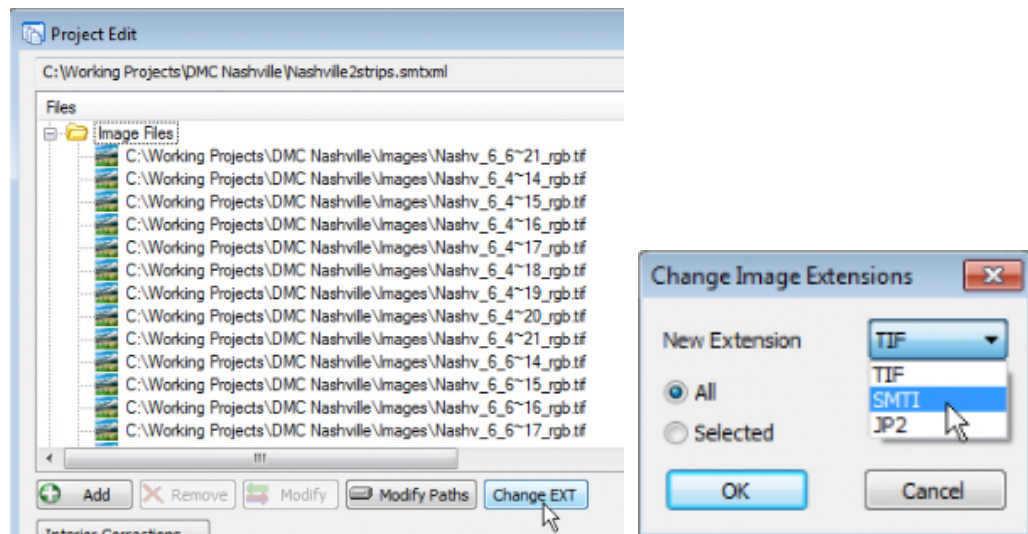 Project Edit
C:\Working Projects\DMC Nashville\Nashville2strips.smtxml
Files
Image Files
C:\Working Projects\DMC Nashville\Images\Nashv_6_6~21_rgb.tif
C:\Working Projects\DMC Nashville\Images\Nashv_6_4~14_rgb.tif
C:\Working Projects\DMC Nashville\Images\Nashv_6_4~15_rgb.tif
C:\Working Projects\DMC Nashville\Images\Nashv_6_4~16_rgb.tif
C:\Working Projects\DMC Nashville\Images\Nashv_6_4~17_rgb.tif
C:\Working Projects\DMC Nashville\Images\Nashv_6_4~18_rgb.tif
C:\Working Projects\DMC Nashville\Images\Nashv_6_4~19_rgb.tif
C:\Working Projects\DMC Nashville\Images\Nashv_6_4~20_rgb.tif
C:\Working Projects\DMC Nashville\Images\Nashv_6_4~21_rgb.tif
C:\Working Projects\DMC Nashville\Images\Nashv_6_6~14_rgb.tif
C:\Working Projects\DMC Nashville\Images\Nashv_6_6~15_rgb.tif
C:\Working Projects\DMC Nashville\Images\Nashv_6_6~16_rgb.tif
C:\Working Projects\DMC Nashville\Images\Nashv_6_6~17_rgb.tif
Add Remove Modify Modify Paths Change EXT
Interior Corrections
Change Image Extensions
New Extension TIF
TIF
All
SMTI
Selected
JP2
OK Cancel